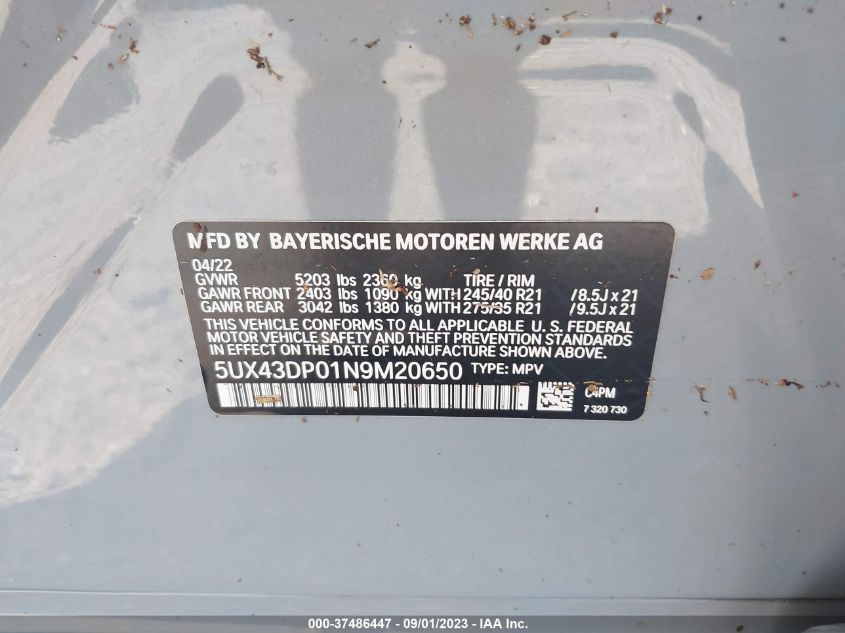 MFD BY BAYERISCHE MOTOREN WERKE AG
04/22
GVWR 5203 lbs 2360 kg TIRE / RIM
GAWR FRONT 2403 lbs 1090 kg WITH 245/40 R21 /8.5J x 21
GAWR REAR 3042 lbs 1380 kg WITH 275/35 R21 /9.5J x 21
THIS VEHICLE CONFORMS TO ALL APPLICABLE U. S. FEDERAL
MOTOR VEHICLE SAFETY AND THEFT PREVENTION STANDARDS
IN EFFECT ON THE DATE OF MANUFACTURE SHOWN ABOVE.
5UX43DP01N9M20650 TYPE: MPV
C4PM
7 320 730
000-37486447 - 09/01/2023 - IAA Inc.